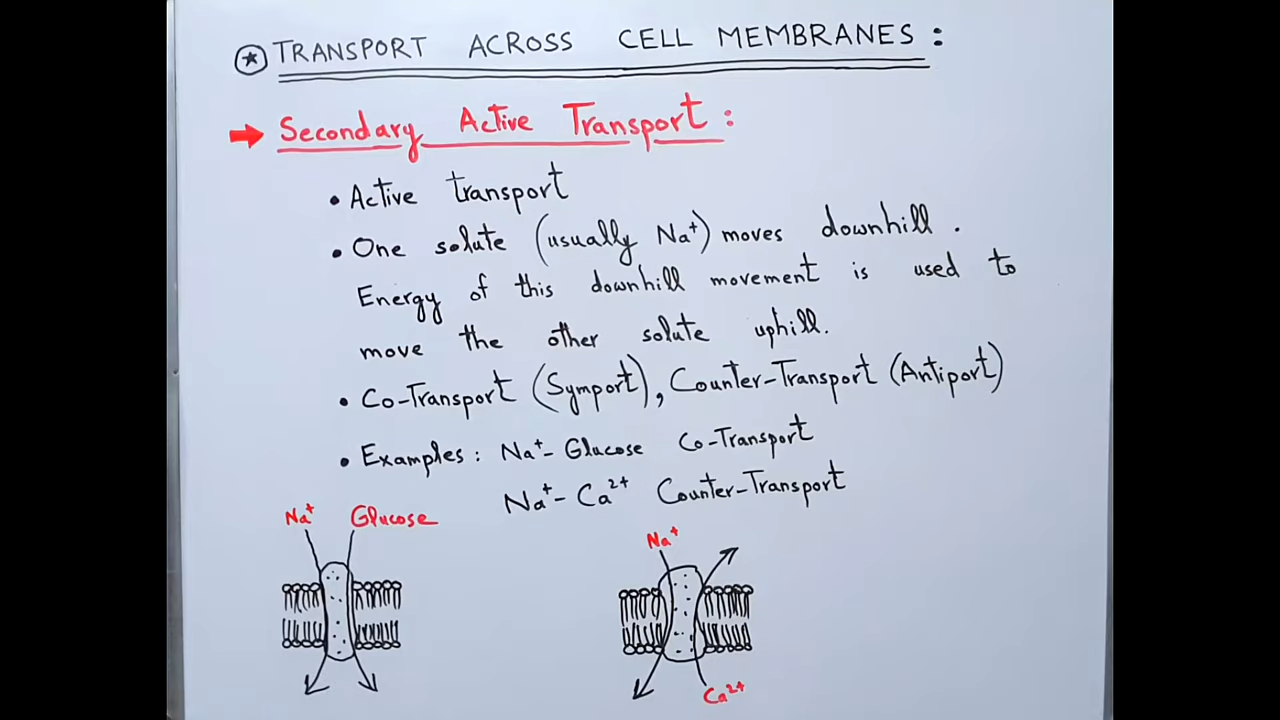 TRANSPORT ACROSS CELL MEMBRANES:
Secondary Active Transport:
• Active transport
• One solute (usually Na⁺) moves downhill.
Energy of this downhill movement is used to
move the other solute uphill.
• Co-Transport (Symport), Counter-Transport (Antiport)
• Examples: Na⁺- Glucose Co-Transport
Na⁺- Ca²⁺ Counter-Transport
Na⁺ Glucose
Na⁺
Ca²⁺